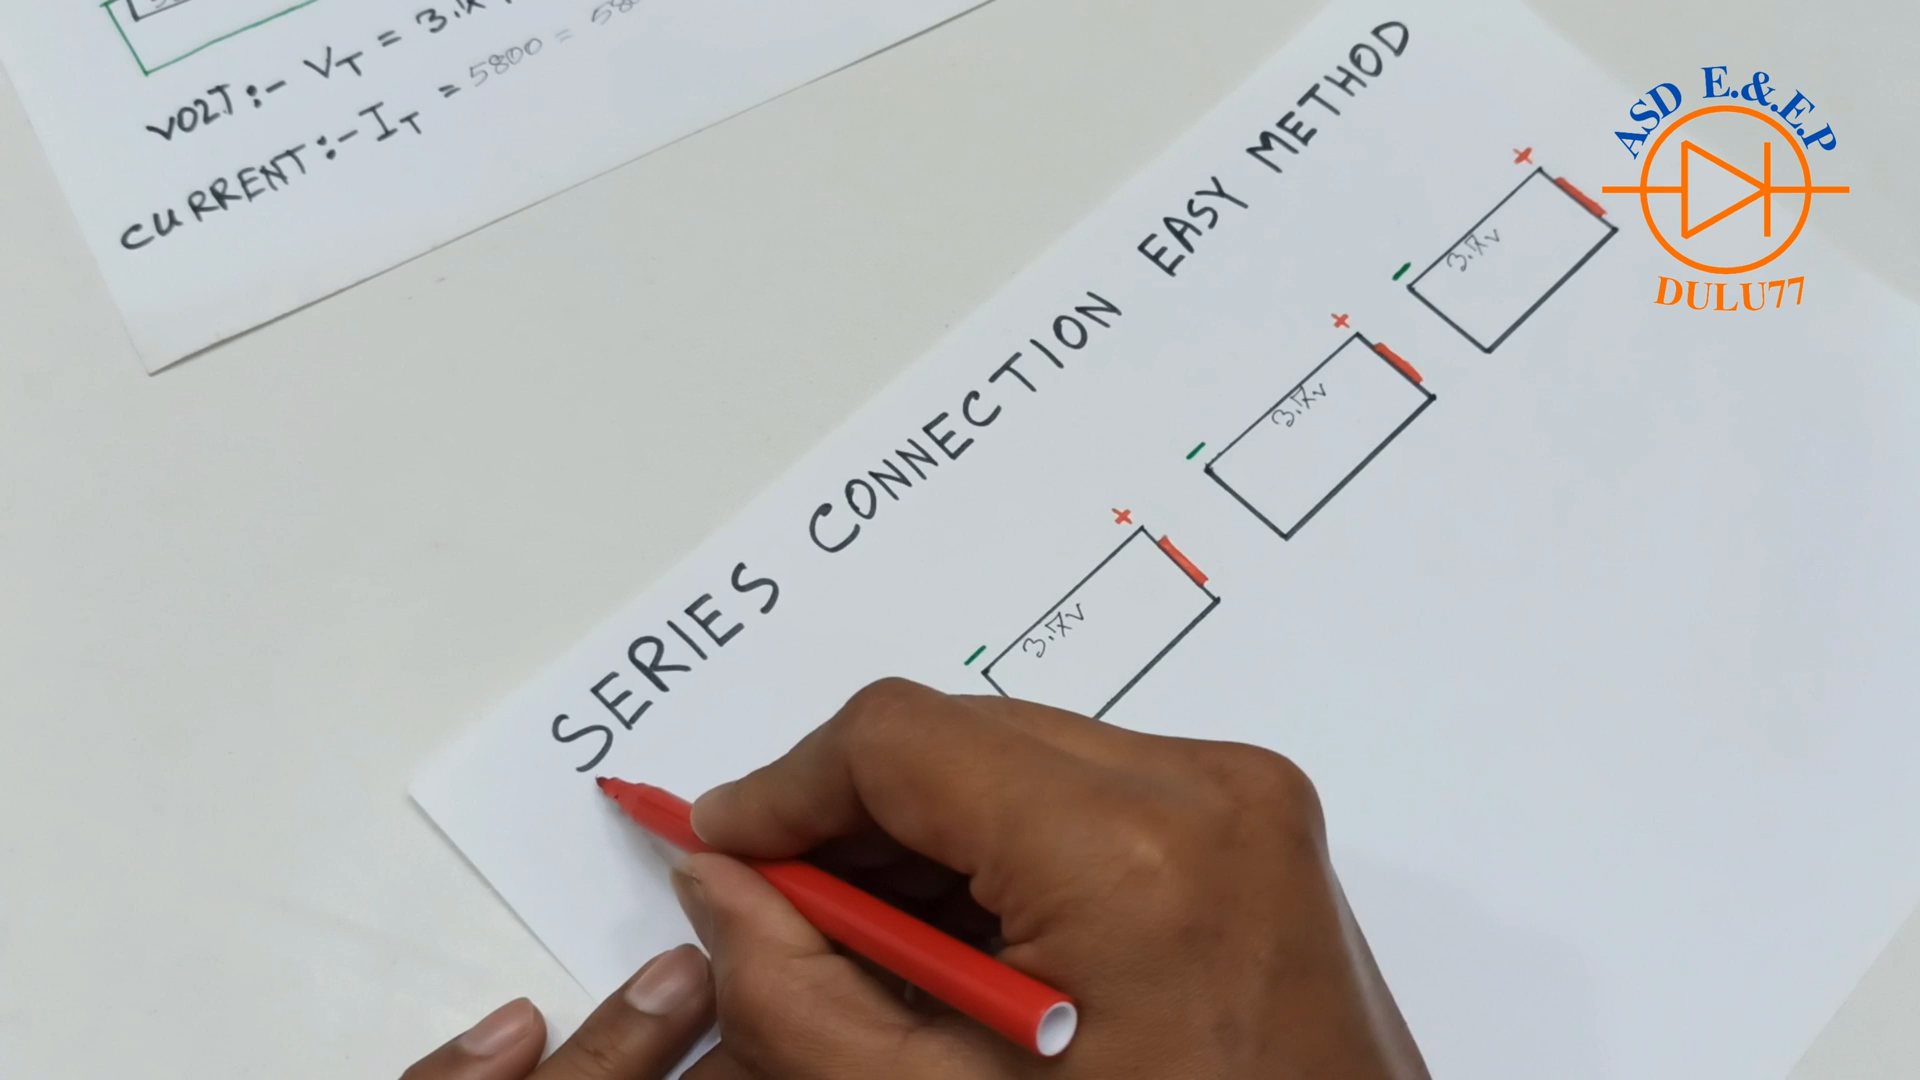 VOLT:- VT = 3.7
CURRENT:- IT = 5800 = 580
SERIES CONNECTION EASY METHOD
+
-
3.7v
+
-
3.7v
+
-
3.7v
ASD E.&.E.P
DULU77